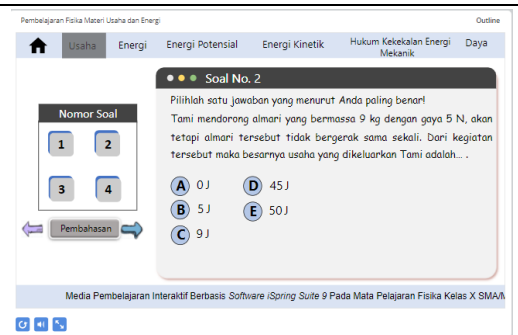 Pembelajaran Fisika Materi Usaha dan Energi
Outline
Usaha
Energi
Energi Potensial
Energi Kinetik
Hukum Kekekalan Energi
Mekanik
Daya
Soal No. 2
Nomor Soal
1
2
3
4
Pembahasan
Pilihlah satu jawaban yang menurut Anda paling benar!
Tami mendorong almari yang bermassa 9 kg dengan gaya 5 N, akan
tetapi almari tersebut tidak bergerak sama sekali. Dari kegiatan
tersebut maka besarnya usaha yang dikeluarkan Tami adalah... .
A 0 J
B 5 J
C 9 J
D 45 J
E 50 J
Media Pembelajaran Interaktif Berbasis Software iSpring Suite 9 Pada Mata Pelajaran Fisika Kelas X SMA/